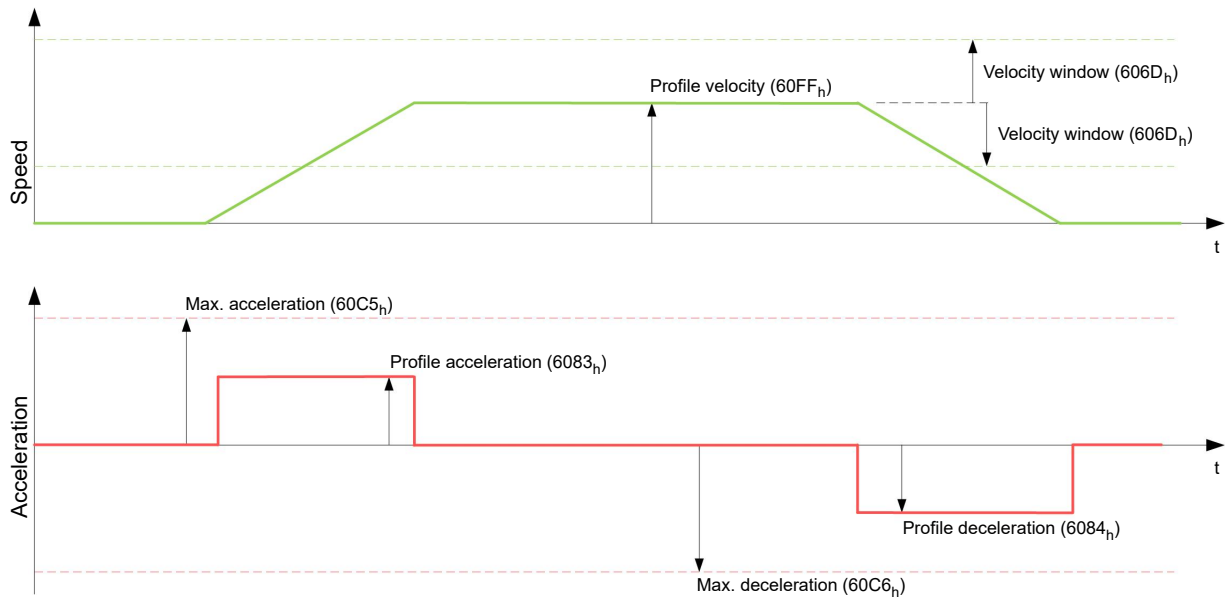 Speed
Profile velocity (60FFh)
Velocity window (606Dh)
Velocity window (606Dh)
t
Acceleration
Max. acceleration (60C5h)
Profile acceleration (6083h)
t
Profile deceleration (6084h)
Max. deceleration (60C6h)